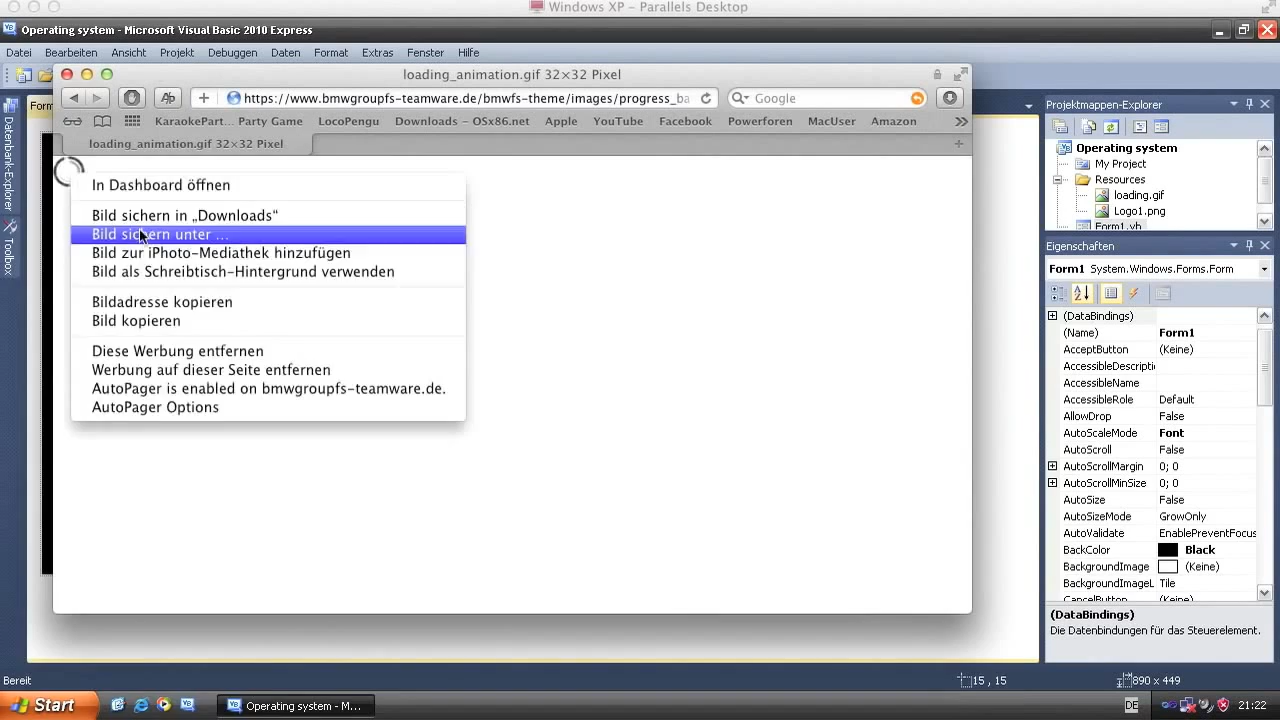 Windows XP - Parallels Desktop
Operating system - Microsoft Visual Basic 2010 Express
Datei Bearbeiten Ansicht Projekt Debuggen Daten Format Extras Fenster Hilfe
loading_animation.gif 32×32 Pixel
https://www.bmwgroupfs-teamware.de/bmwfs-theme/images/progress_ba
Google
KaraokePart... Party Game LocoPengu Downloads - OSx86.net Apple YouTube Facebook Powerforen MacUser Amazon
loading_animation.gif 32×32 Pixel
Form
Datenbank-Explorer
Toolbox
In Dashboard öffnen
Bild sichern in „Downloads“
Bild sichern unter ...
Bild zur iPhoto-Mediathek hinzufügen
Bild als Schreibtisch-Hintergrund verwenden
Bildadresse kopieren
Bild kopieren
Diese Werbung entfernen
Werbung auf dieser Seite entfernen
AutoPager is enabled on bmwgroupfs-teamware.de.
AutoPager Options
Projektmappen-Explorer
Operating system
My Project
Resources
loading.gif
Logo1.png
Form1.vb
Eigenschaften
Form1 System.Windows.Forms.Form
(DataBindings)
(Name) Form1
AcceptButton (Keine)
AccessibleDescripti
AccessibleName
AccessibleRole Default
AllowDrop False
AutoScaleMode Font
AutoScroll False
AutoScrollMargin 0; 0
AutoScrollMinSize 0; 0
AutoSize False
AutoSizeMode GrowOnly
AutoValidate EnablePreventFocus
BackColor Black
BackgroundImage (Keine)
BackgroundImageL Tile
CancelButton (Keine)
(DataBindings)
Die Datenbindungen für das Steuerelement.
Bereit
15 , 15
890 x 449
Start
Operating system - M...
DE
21:22